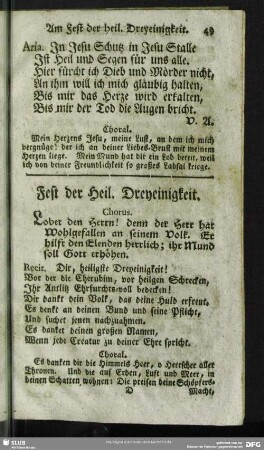 Am Fest der heil. Dreyeinigkeit. 49
Aria. In Jesu Schutz in Jesu Stalle
Ist Heil und Segen für uns alle.
Hier fürcht ich Dieb und Mörder nicht,
An ihm will ich mich gläubig halten,
Bis mir das Herze wird erkalten,
Bis mir der Tod die Augen bricht.
V. A.
Choral.
Mein Herzens Jesu, meine Lust, an dem ich mich
vergnüge! der ich an deiner Liebes-Brust mit meinem
Herzen liege. Mein Mund hat dir ein Lob bereit, weil
ich von deiner Freundlichkeit so großes Labsal kriege.
Fest der Heil. Dreyeinigkeit.
Chorus.
Lobet den Herrn! denn der Herr hat
Wohlgefallen an seinem Volk. Er
hilft den Elenden herrlich; ihr Mund
soll Gott erhöhen.
Recit. Dir, heiligste Dreyeinigkeit!
Vor der die Cherubim, vor heilgen Schrecken,
Ihr Antlitz Ehrfurchts-voll bedecken!
Dir dankt dein Volk, das deine Huld erfreut,
Es denkt an deinen Bund und seine Pflicht,
Und suchet jenen nachzuahmen.
Es danket deinen großen Namen,
Wenn jede Creatur zu deiner Ehre spricht.
Choral.
Es danken dir die Himmels Heer, o Herrscher aller
Thronen. Und die auf Erden, Luft und Meer, in
deinen Schatten wohnen: Die preisen deine Schöpfers-
D Macht,
SLUB
DFG